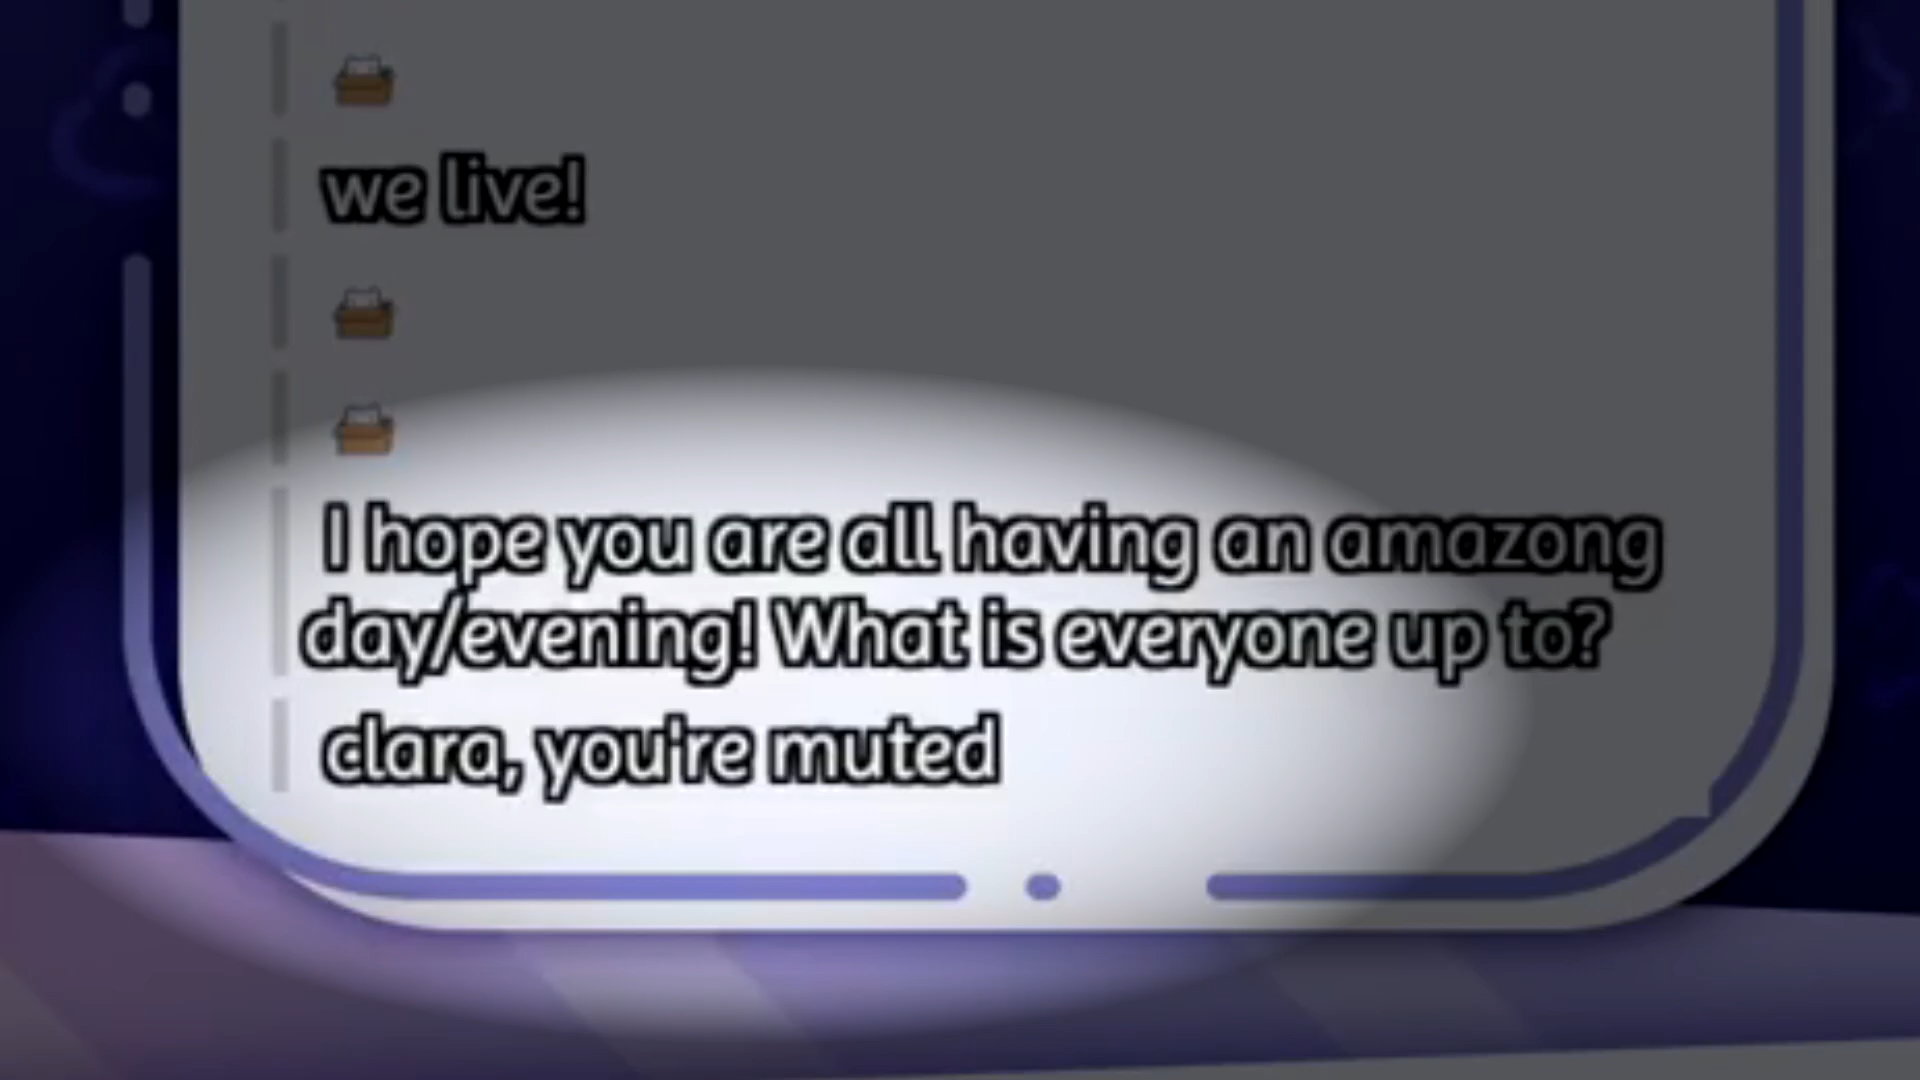 we live!
I hope you are all having an amazong
day/evening! What is everyone up to?
clara, you're muted